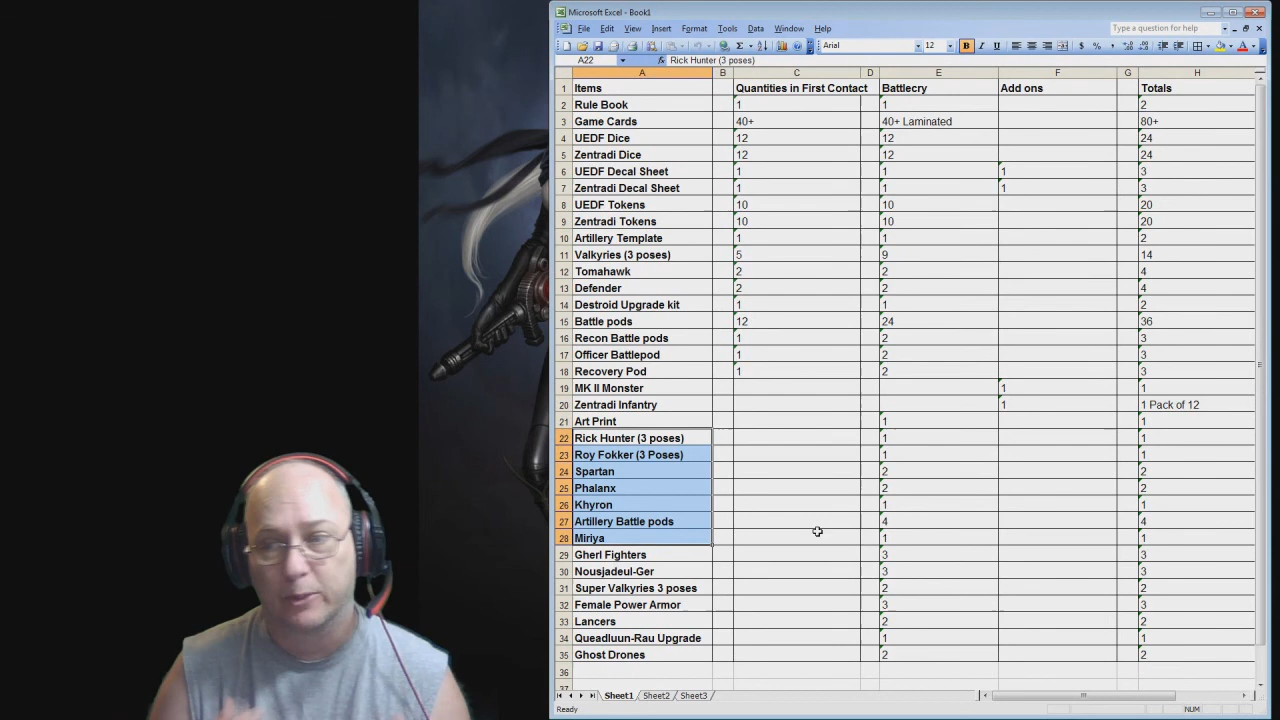 Microsoft Excel - Book1
File Edit View Insert Format Tools Data Window Help Type a question for help
Arial 12 B I U
A22 fx Rick Hunter (3 poses)
A B C D E F G H
1 Items Quantities in First Contact Battlecry Add ons Totals
2 Rule Book 1 1 2
3 Game Cards 40+ 40+ Laminated 80+
4 UEDF Dice 12 12 24
5 Zentradi Dice 12 12 24
6 UEDF Decal Sheet 1 1 1 3
7 Zentradi Decal Sheet 1 1 1 3
8 UEDF Tokens 10 10 20
9 Zentradi Tokens 10 10 20
10 Artillery Template 1 1 2
11 Valkyries (3 poses) 5 9 14
12 Tomahawk 2 2 4
13 Defender 2 2 4
14 Destroid Upgrade kit 1 1 2
15 Battle pods 12 24 36
16 Recon Battle pods 1 2 3
17 Officer Battlepod 1 2 3
18 Recovery Pod 1 2 3
19 MK II Monster 1 1
20 Zentradi Infantry 1 1 Pack of 12
21 Art Print 1 1
22 Rick Hunter (3 poses) 1 1
23 Roy Fokker (3 Poses) 1 1
24 Spartan 2 2
25 Phalanx 2 2
26 Khyron 1 1
27 Artillery Battle pods 4 4
28 Miriya 1 1
29 Gherl Fighters 3 3
30 Nousjadeul-Ger 3 3
31 Super Valkyries 3 poses 2 2
32 Female Power Armor 3 3
33 Lancers 2 2
34 Queadluun-Rau Upgrade 1 1
35 Ghost Drones 2 2
36
37
Sheet1 Sheet2 Sheet3
Ready NUM